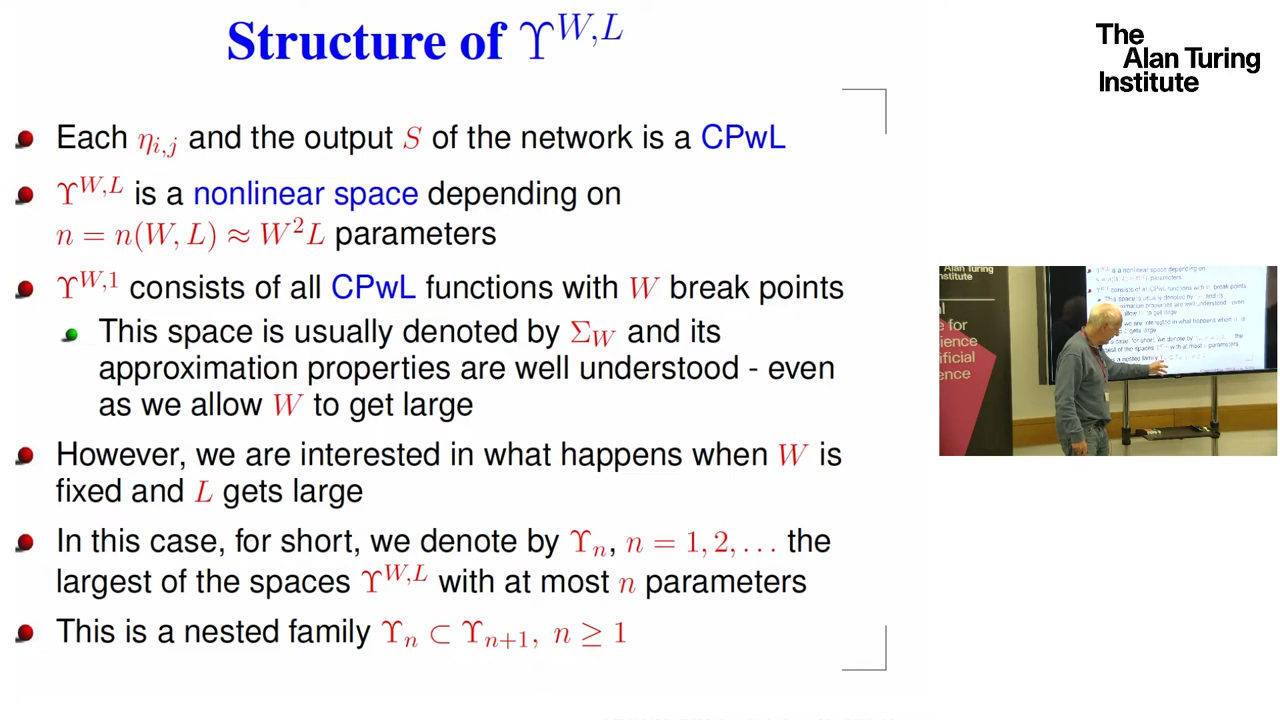 Structure of ϒ^{W,L}
The
Alan Turing
Institute
Each η_{i,j} and the output S of the network is a CPwL
ϒ^{W,L} is a nonlinear space depending on
n = n(W, L) ≈ W²L parameters
ϒ^{W,1} consists of all CPwL functions with W break points
This space is usually denoted by Σ_W and its
approximation properties are well understood - even
as we allow W to get large
However, we are interested in what happens when W is
fixed and L gets large
In this case, for short, we denote by ϒ_n, n = 1, 2, . . . the
largest of the spaces ϒ^{W,L} with at most n parameters
This is a nested family ϒ_n ⊂ ϒ_{n+1}, n ≥ 1